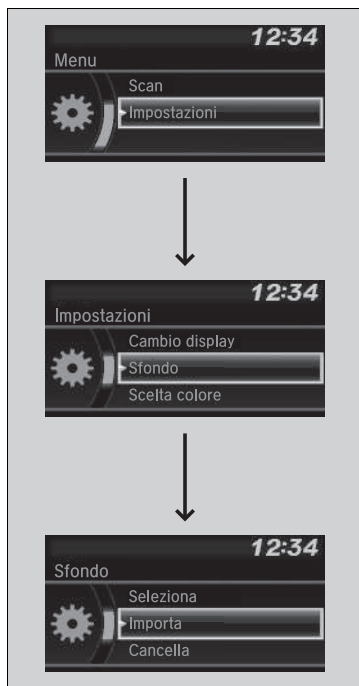 12:34
Menu
Scan
Impostazioni
12:34
Impostazioni
Cambio display
Sfondo
Scelta colore
12:34
Sfondo
Seleziona
Importa
Cancella